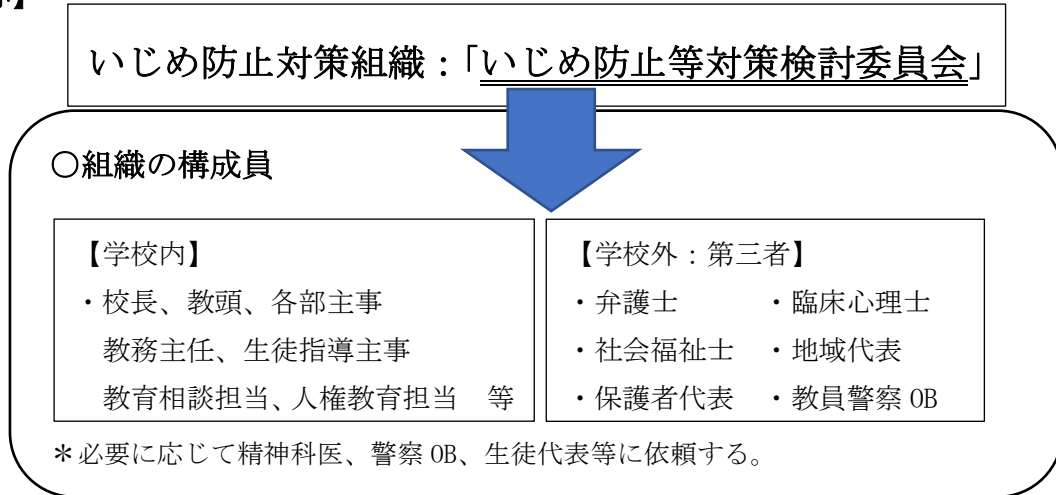 いじめ防止対策組織：「いじめ防止等対策検討委員会」
○組織の構成員
【学校内】
・校長、教頭、各部主事
教務主任、生徒指導主事
教育相談担当、人権教育担当　等
【学校外：第三者】
・弁護士　・臨床心理士
・社会福祉士　・地域代表
・保護者代表　・教員警察OB
＊必要に応じて精神科医、警察OB、生徒代表等に依頼する。